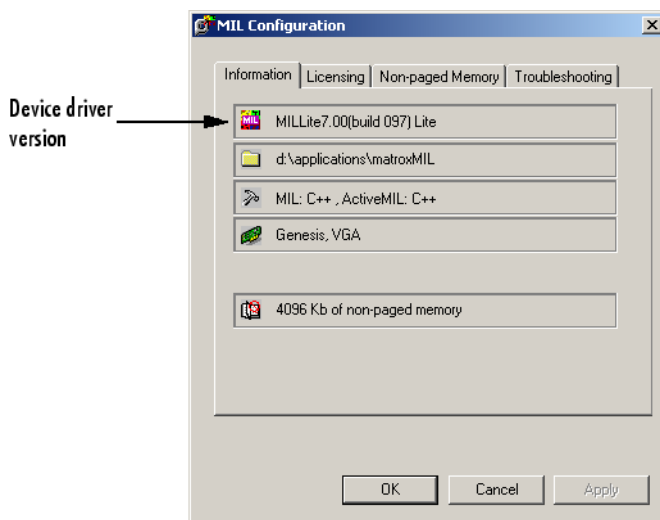 MIL Configuration
Information
Licensing
Non-paged Memory
Troubleshooting
Device driver
version
MIL
MILLite7.00(build 097) Lite
d:\applications\matroxMIL
MIL: C++ , ActiveMIL: C++
Genesis, VGA
4096 Kb of non-paged memory
OK
Cancel
Apply